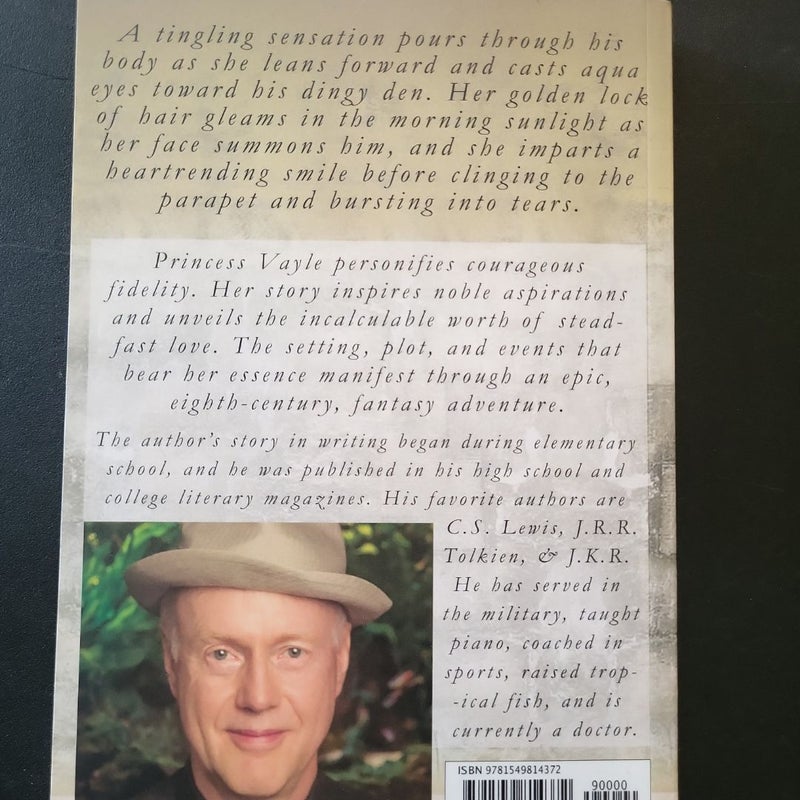 A tingling sensation pours through his
body as she leans forward and casts aqua
eyes toward his dingy den. Her golden lock
of hair gleams in the morning sunlight as
her face summons him, and she imparts a
heartrending smile before clinging to the
parapet and bursting into tears.
Princess Vayle personifies courageous
fidelity. Her story inspires noble aspirations
and unveils the incalculable worth of stead-
fast love. The setting, plot, and events that
bear her essence manifest through an epic,
eighth-century, fantasy adventure.
The author's story in writing began during elementary
school, and he was published in his high school and
college literary magazines. His favorite authors are
C.S. Lewis, J.R.R.
Tolkien, & J.K.R.
He has served in
the military, taught
piano, coached in
sports, raised trop-
-ical fish, and is
currently a doctor.
ISBN 9781549814372
90000